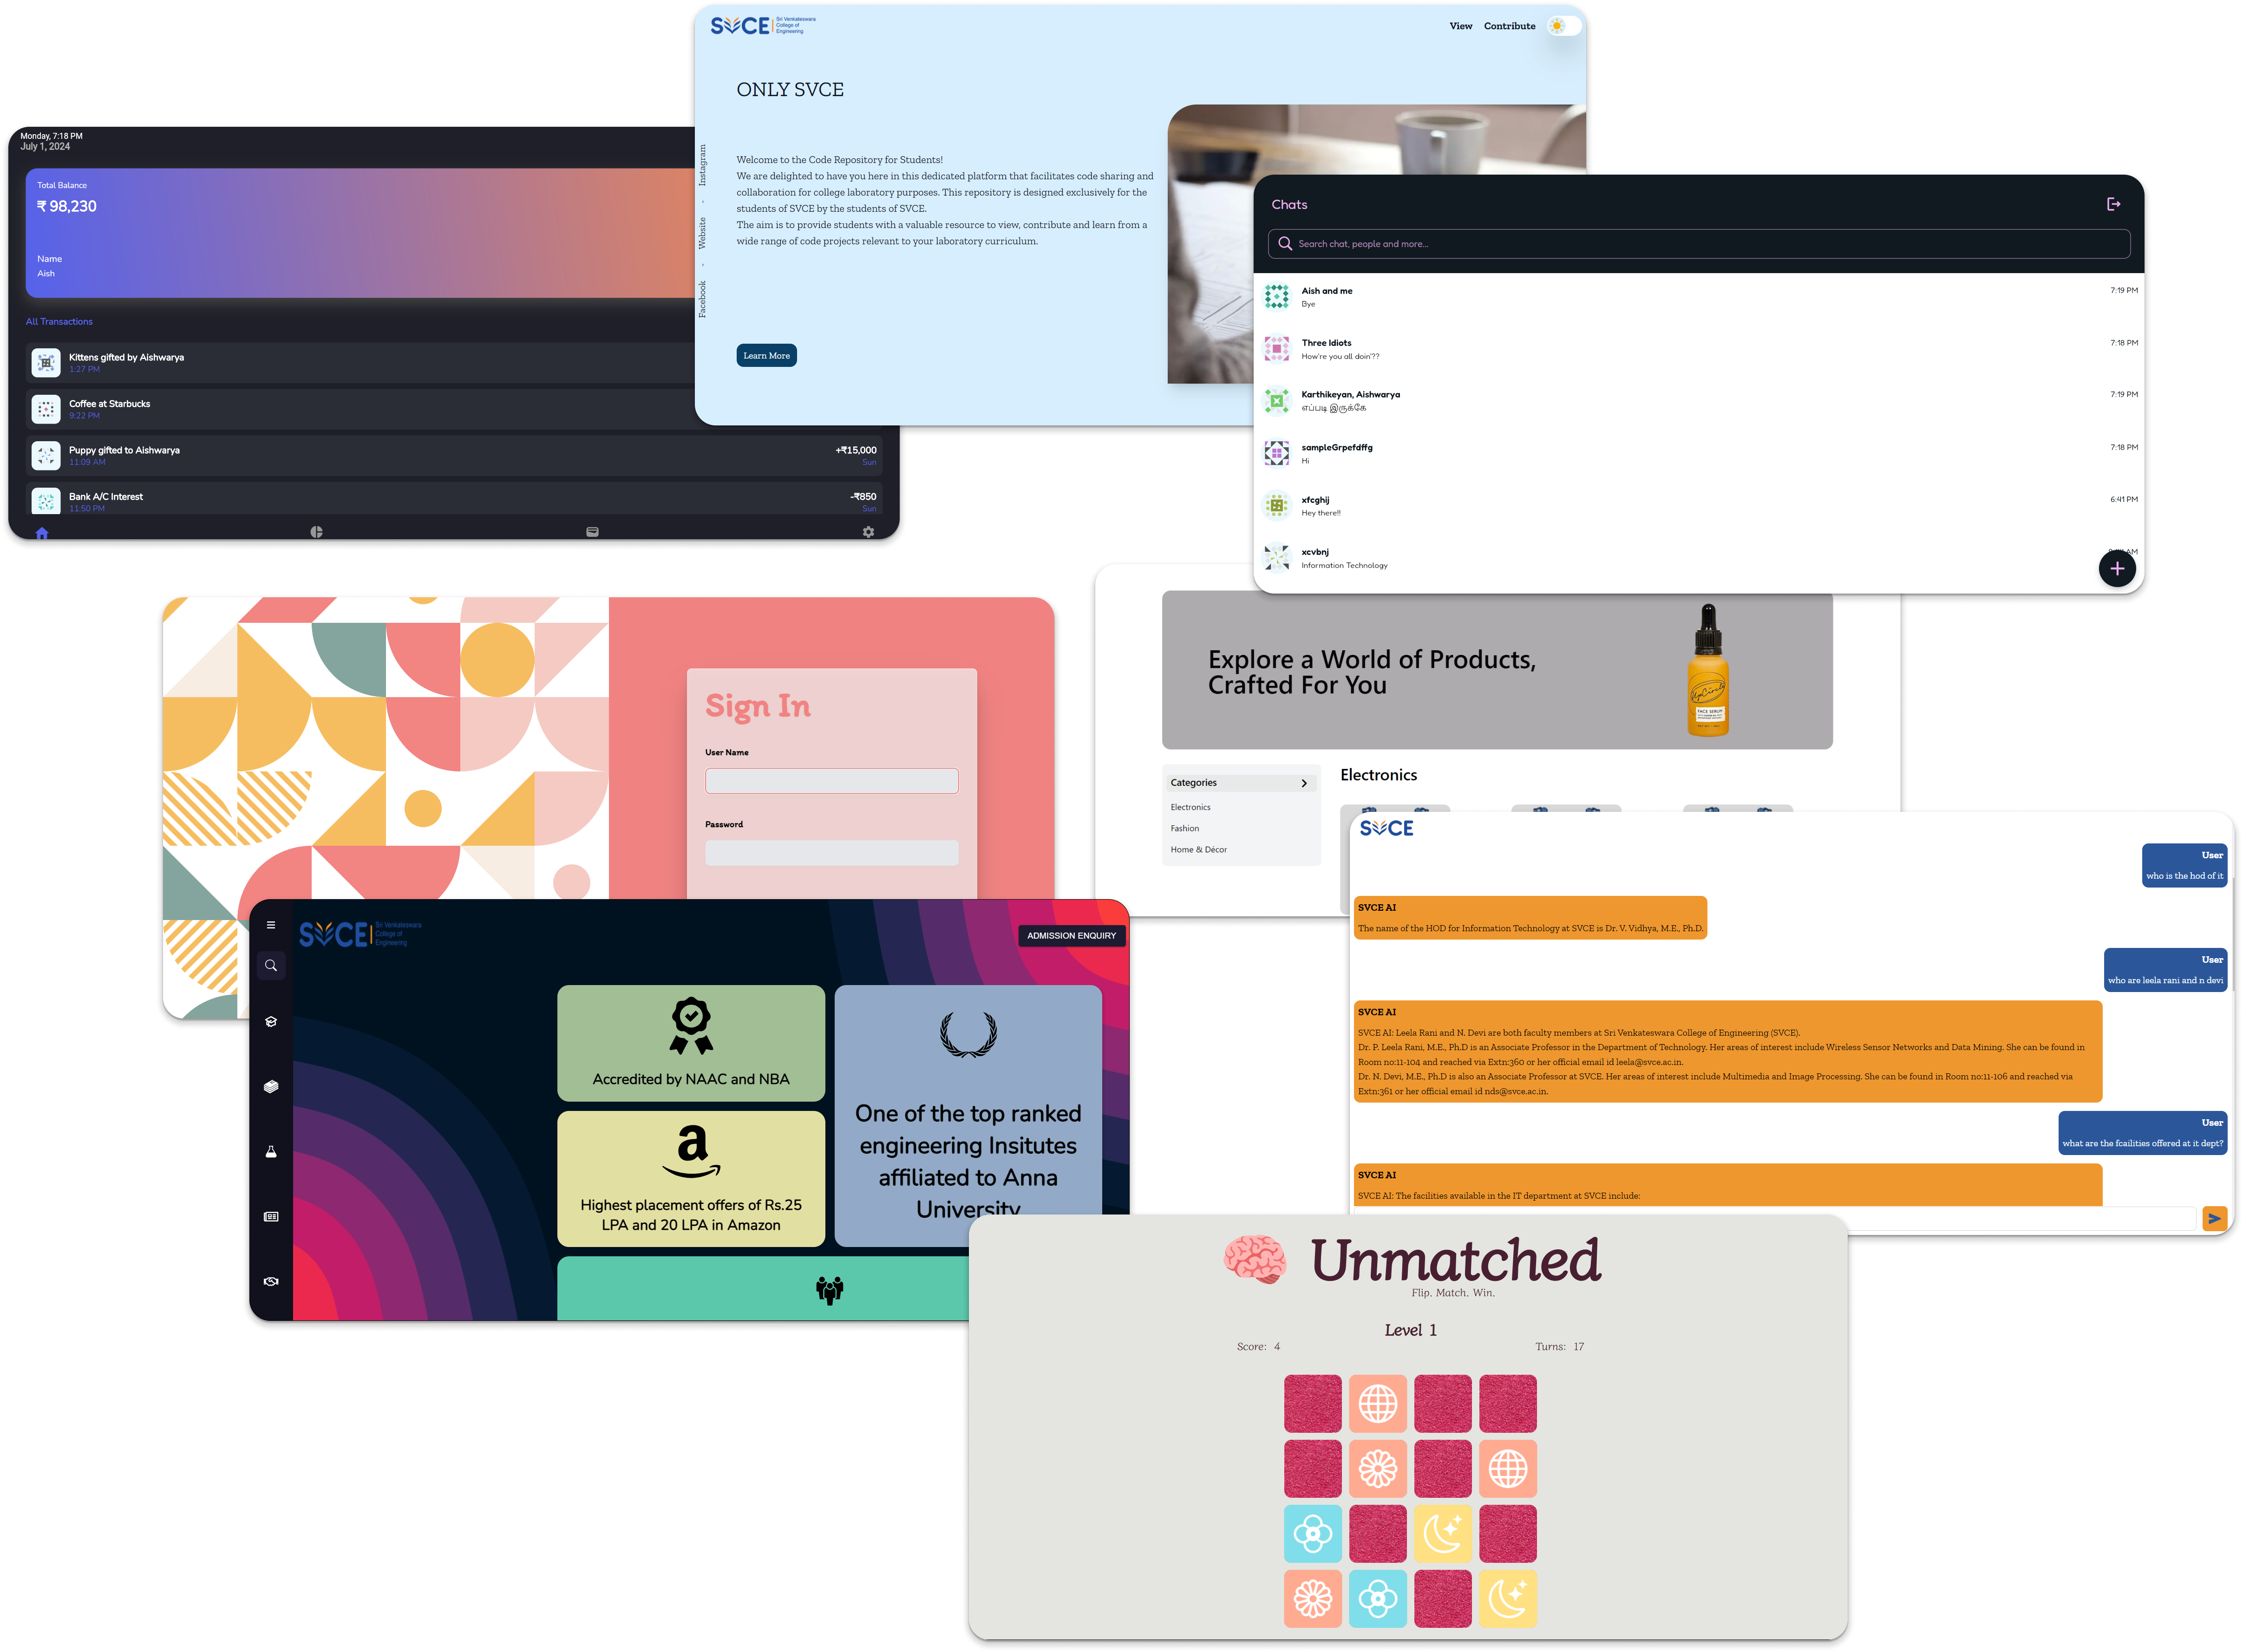 Monday, 7:18 PM
July 1, 2024
Total Balance
₹ 98,230
Name
Aish
All Transactions
Kittens gifted by Aishwarya
1:27 PM
Coffee at Starbucks
9:22 PM
Puppy gifted to Aishwarya
11:09 AM
+₹15,000
Sun
Bank A/C Interest
11:50 PM
-₹850
Sun
SVCE
Sri Venkateswara
College of
Engineering
View Contribute
ONLY SVCE
Instagram
Website
Facebook
Welcome to the Code Repository for Students!
We are delighted to have you here in this dedicated platform that facilitates code sharing and
collaboration for college laboratory purposes. This repository is designed exclusively for the
students of SVCE by the students of SVCE.
The aim is to provide students with a valuable resource to view, contribute and learn from a
wide range of code projects relevant to your laboratory curriculum.
Learn More
Chats
Search chat, people and more...
Aish and me
Bye
7:19 PM
Three Idiots
How're you all doin'??
7:18 PM
Karthikeyan, Aishwarya
எப்படி இருக்கே
7:19 PM
sampleGrpefdffg
Hi
7:18 PM
xfcghij
Hey there!!
6:41 PM
xcvbnj
Information Technology
AM
Sign In
User Name
Password
Explore a World of Products,
Crafted For You
UpCircle
FACE SERUM
Categories
Electronics
Fashion
Home & Décor
Electronics
SVCE
User
who is the hod of it
SVCE AI
The name of the HOD for Information Technology at SVCE is Dr. V. Vidhya, M.E., Ph.D.
User
who are leela rani and n devi
SVCE AI
SVCE AI: Leela Rani and N. Devi are both faculty members at Sri Venkateswara College of Engineering (SVCE).
Dr. P. Leela Rani, M.E., Ph.D is an Associate Professor in the Department of Technology. Her areas of interest include Wireless Sensor Networks and Data Mining. She can be found in
Room no:11-104 and reached via Extn:360 or her official email id leela@svce.ac.in.
Dr. N. Devi, M.E., Ph.D is also an Associate Professor at SVCE. Her areas of interest include Multimedia and Image Processing. She can be found in Room no:11-106 and reached via
Extn:361 or her official email id nds@svce.ac.in.
User
what are the fcailities offered at it dept?
SVCE AI
SVCE AI: The facilities available in the IT department at SVCE include:
SVCE
Sri Venkateswara
College of
Engineering
ADMISSION ENQUIRY
Accredited by NAAC and NBA
Highest placement offers of Rs.25
LPA and 20 LPA in Amazon
One of the top ranked
engineering Insitutes
affiliated to Anna
University
Unmatched
Flip. Match. Win.
Level 1
Score: 4
Turns: 17